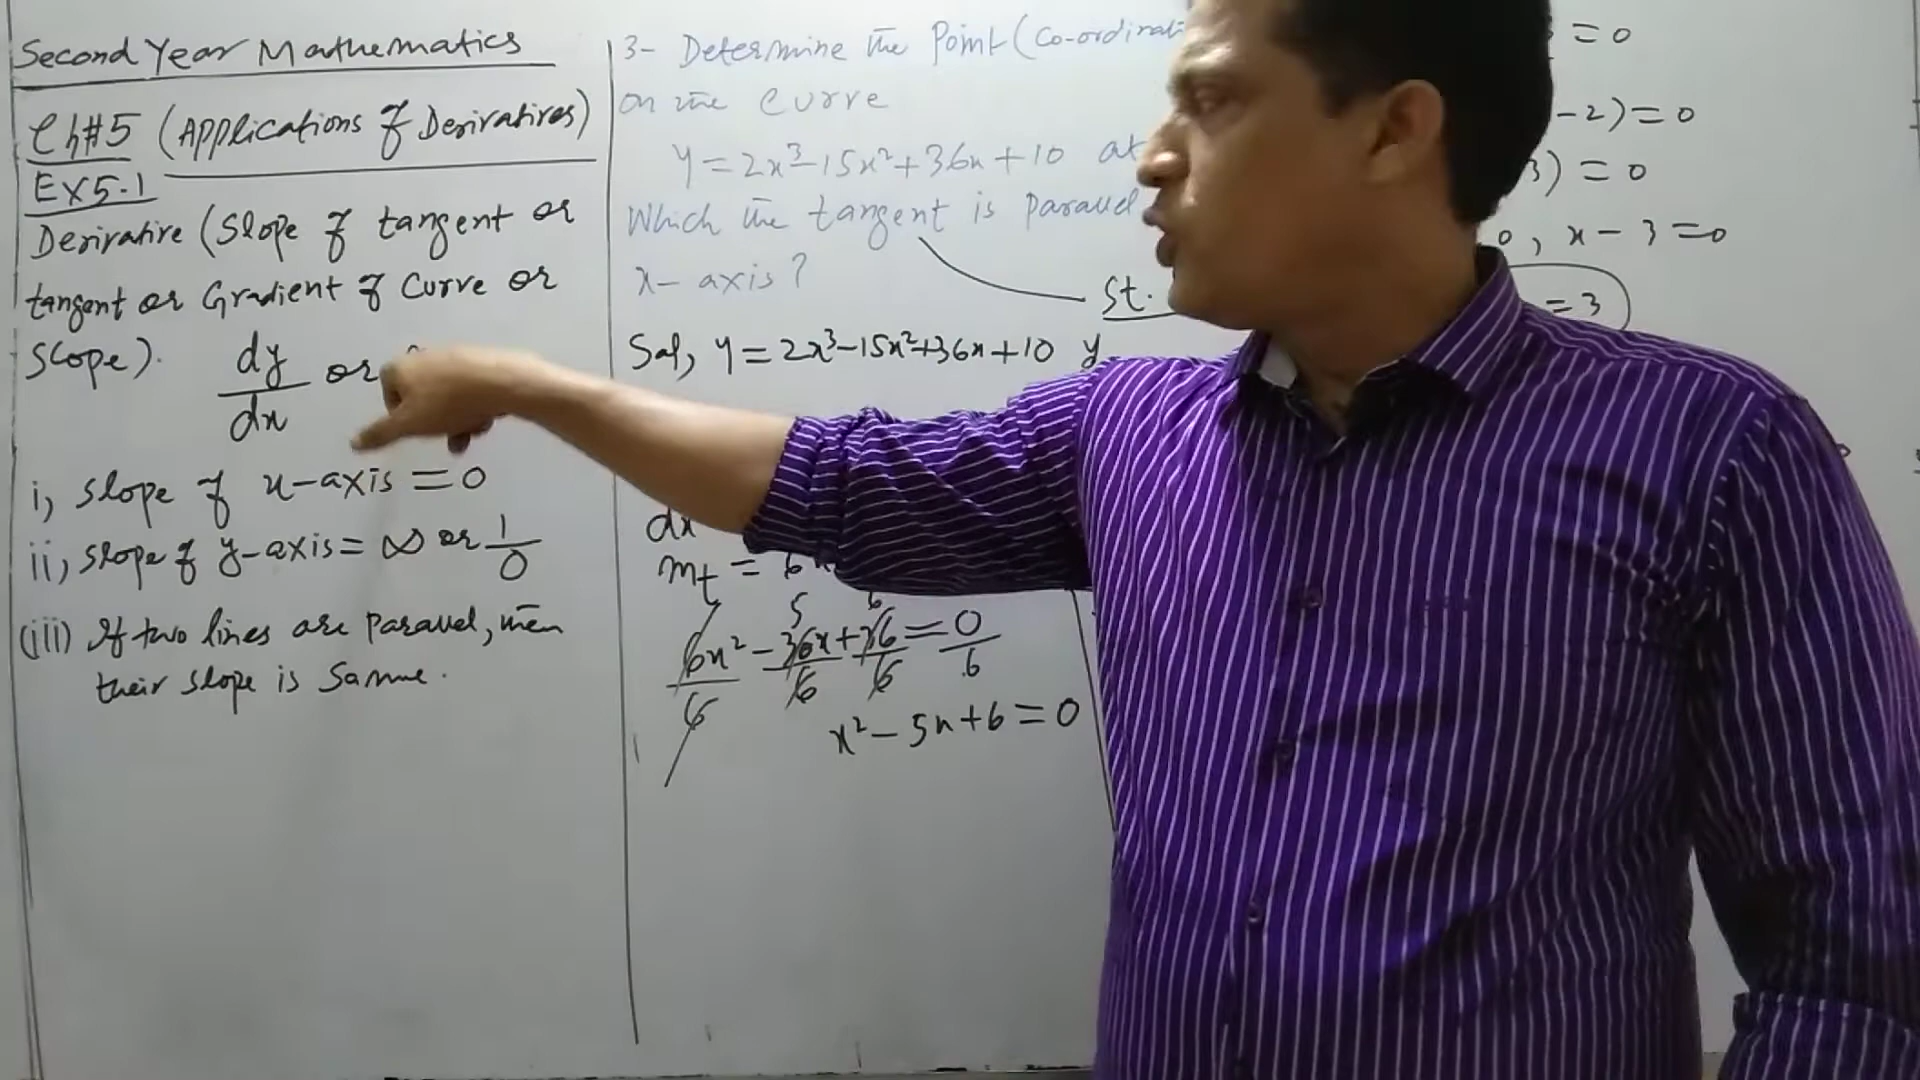 Second Year Mathematics
Ch#5 (Applications of Derivatives)
EX5.1
Derivative (Slope of tangent or
tangent or Gradient of Curve or
Slope). dy/dx or
i, slope of x-axis = 0
ii, slope of y-axis = ∞ or 1/0
(iii) If two lines are Parallel, then
their slope is Same.
3- Determine the Point (Co-ordinat
on the Curve
y = 2x³-15x²+36x+10 at
Which the tangent is Parallel
x-axis?
St.
Sol, y = 2x³-15x²+36x+10
dx
mt = 6x
6x²/6 - 36x/6 + 36/6 = 0/6
5 6
x² - 5x + 6 = 0
= 0
-2) = 0
3) = 0
0, x-3=0
= 3